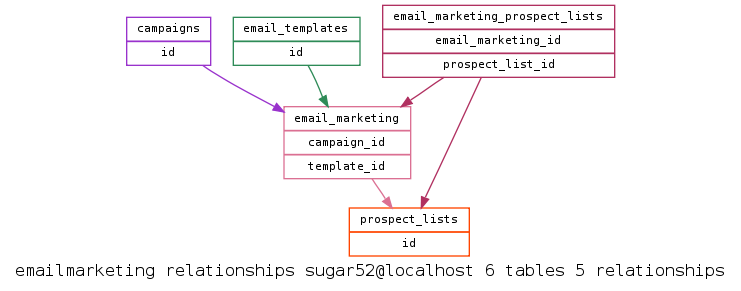 campaigns
id
email_templates
id
email_marketing_prospect_lists
email_marketing_id
prospect_list_id
email_marketing
campaign_id
template_id
prospect_lists
id
emailmarketing relationships sugar52@localhost 6 tables 5 relationships